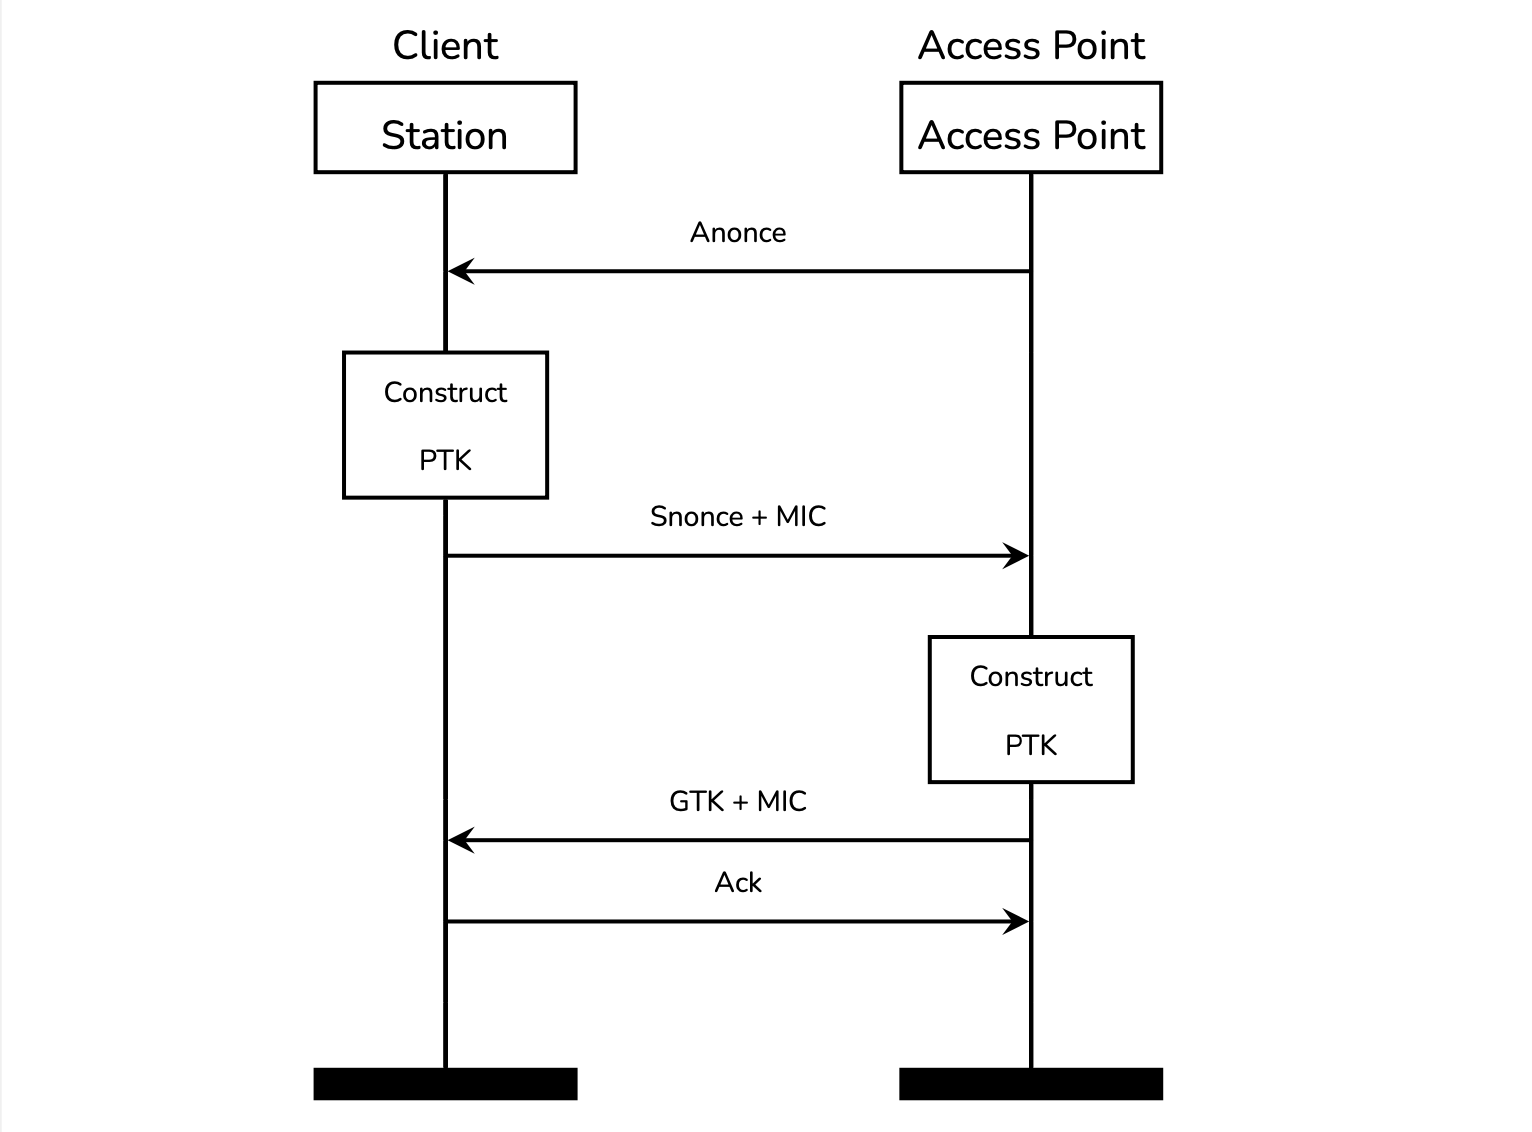 Client
Access Point
Station
Access Point
Anonce
Construct
PTK
Snonce + MIC
Construct
PTK
GTK + MIC
Ack